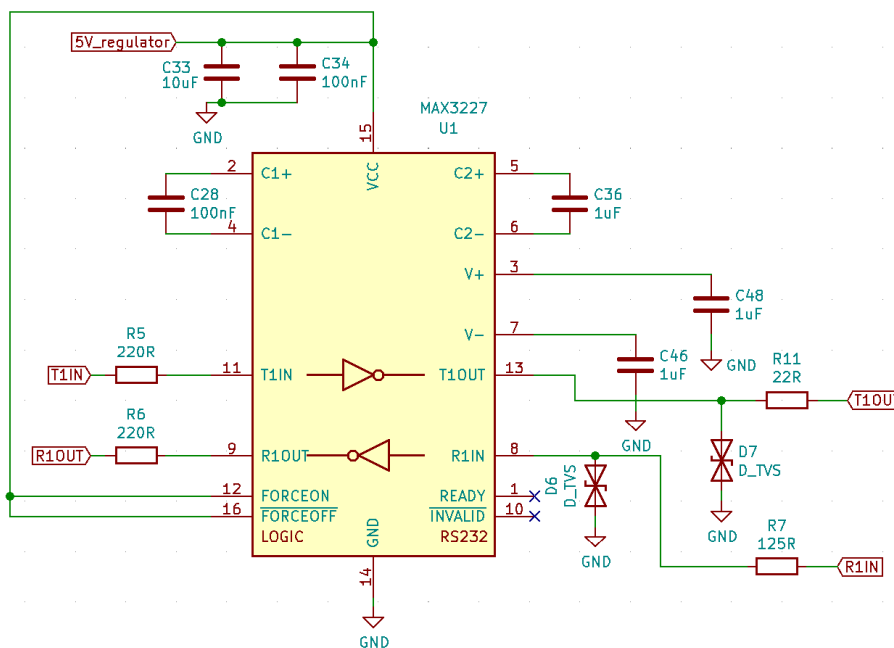 5V_regulator
C33
10uF
C34
100nF
GND
MAX3227
U1
15
VCC
2
C1+
C2+
5
C28
100nF
C36
1uF
4
C1-
C2-
6
V+
3
C48
1uF
V-
7
C46
1uF
GND
R5
220R
T1IN
11
T1IN
T1OUT
13
R11
22R
T1OUT
GND
R6
220R
R1OUT
9
R1OUT
R1IN
8
D6
D_TVS
D7
D_TVS
12
FORCEON
READY
1
16
FORCEOFF
INVALID
10
LOGIC
GND
RS232
GND
GND
R7
125R
R1IN
14
GND